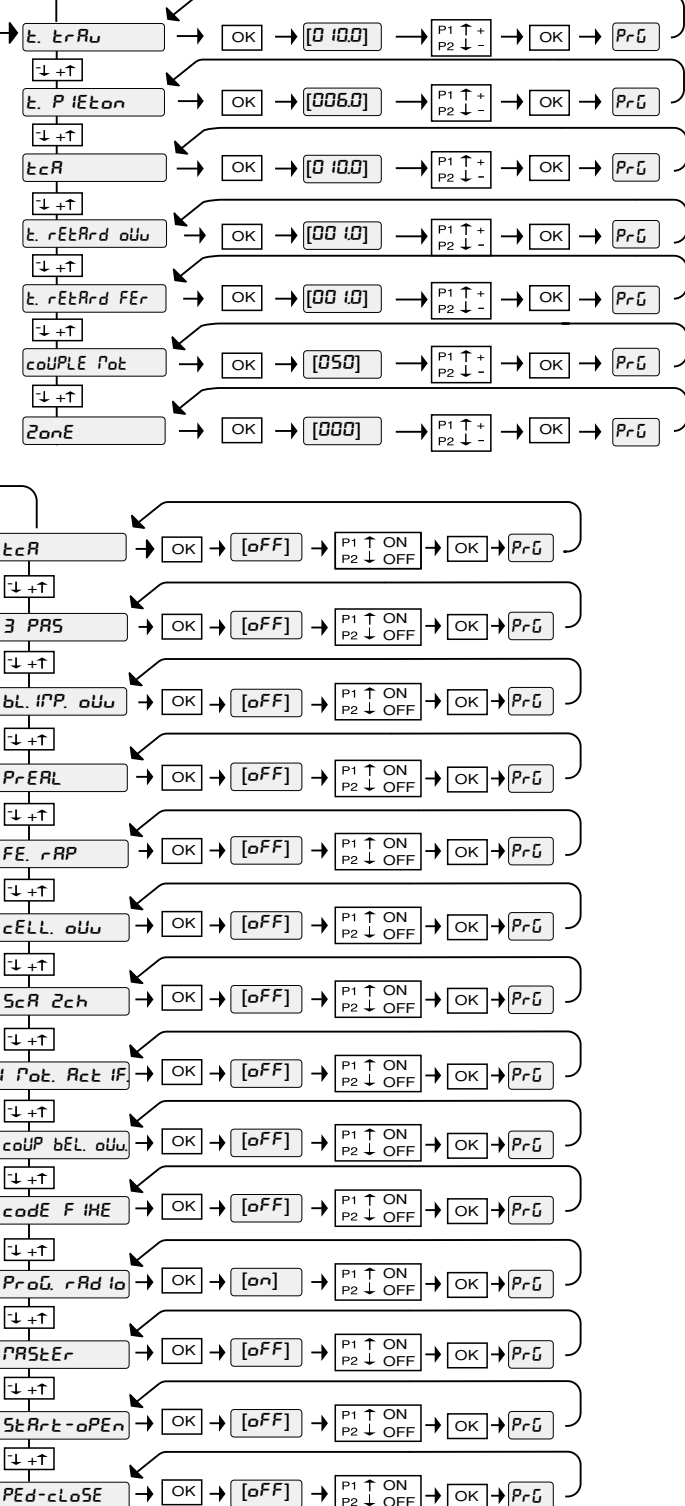 t. trAv OK [010.0] P1 ↑ + P2 ↓ - OK PrG
-↓ +↑
t. PIEton OK [006.0] P1 ↑ + P2 ↓ - OK PrG
-↓ +↑
tcA OK [010.0] P1 ↑ + P2 ↓ - OK PrG
-↓ +↑
t. rEtArd oUv OK [001.0] P1 ↑ + P2 ↓ - OK PrG
-↓ +↑
t. rEtArd FEr OK [001.0] P1 ↑ + P2 ↓ - OK PrG
-↓ +↑
coUPLE Mot OK [050] P1 ↑ + P2 ↓ - OK PrG
-↓ +↑
ZonE OK [000] P1 ↑ + P2 ↓ - OK PrG
tcA OK [oFF] P1 ↑ ON P2 ↓ OFF OK PrG
-↓ +↑
3 PAS OK [oFF] P1 ↑ ON P2 ↓ OFF OK PrG
-↓ +↑
bL. IMP. oUv OK [oFF] P1 ↑ ON P2 ↓ OFF OK PrG
-↓ +↑
PrEAL OK [oFF] P1 ↑ ON P2 ↓ OFF OK PrG
-↓ +↑
FE. rAP OK [oFF] P1 ↑ ON P2 ↓ OFF OK PrG
-↓ +↑
cELL. oUv OK [oFF] P1 ↑ ON P2 ↓ OFF OK PrG
-↓ +↑
ScA 2ch OK [oFF] P1 ↑ ON P2 ↓ OFF OK PrG
-↓ +↑
1 Mot. Act IF. OK [oFF] P1 ↑ ON P2 ↓ OFF OK PrG
-↓ +↑
coUP bEL. oUv. OK [oFF] P1 ↑ ON P2 ↓ OFF OK PrG
-↓ +↑
codE FIHE OK [oFF] P1 ↑ ON P2 ↓ OFF OK PrG
-↓ +↑
ProG. rAdIo OK [on] P1 ↑ ON P2 ↓ OFF OK PrG
-↓ +↑
MAStEr OK [oFF] P1 ↑ ON P2 ↓ OFF OK PrG
-↓ +↑
StArt-oPEn OK [oFF] P1 ↑ ON P2 ↓ OFF OK PrG
-↓ +↑
PEd-cLoSE OK [oFF] P1 ↑ ON P2 ↓ OFF OK PrG